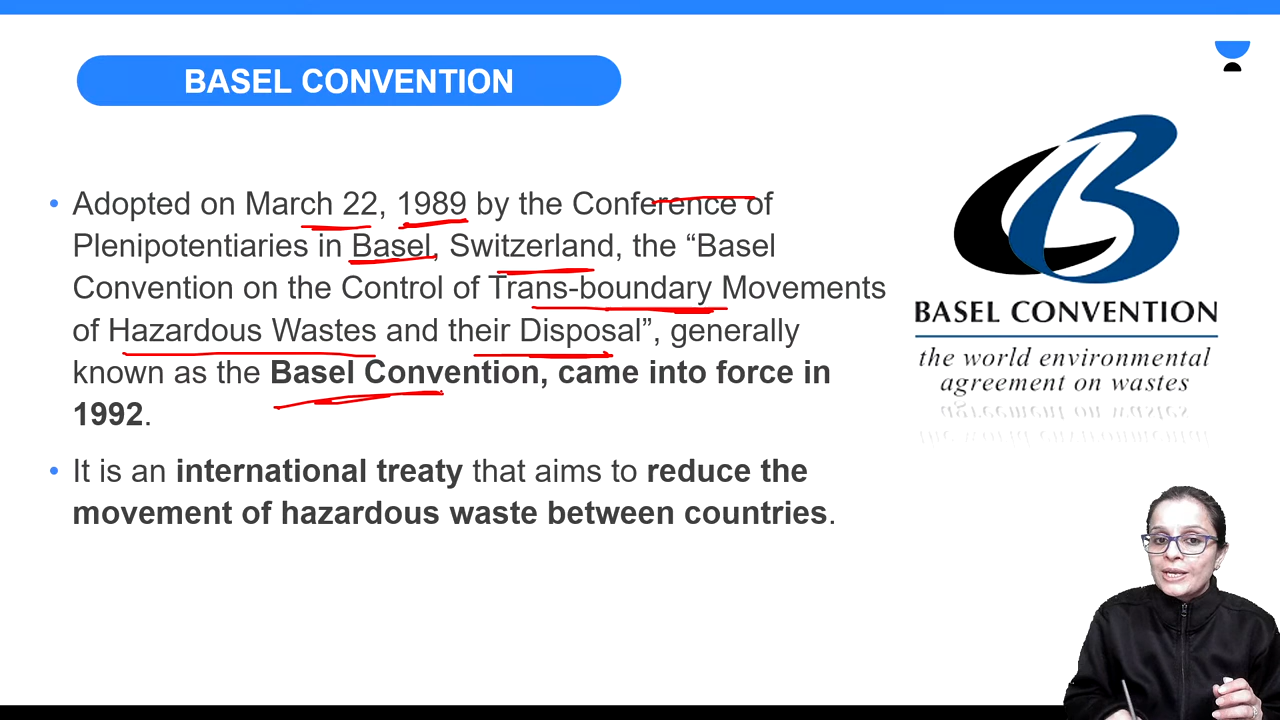 BASEL CONVENTION
• Adopted on March 22, 1989 by the Conference of
Plenipotentiaries in Basel, Switzerland, the “Basel
Convention on the Control of Trans-boundary Movements
of Hazardous Wastes and their Disposal”, generally
known as the Basel Convention, came into force in
1992.
• It is an international treaty that aims to reduce the
movement of hazardous waste between countries.
BASEL CONVENTION
the world environmental
agreement on wastes